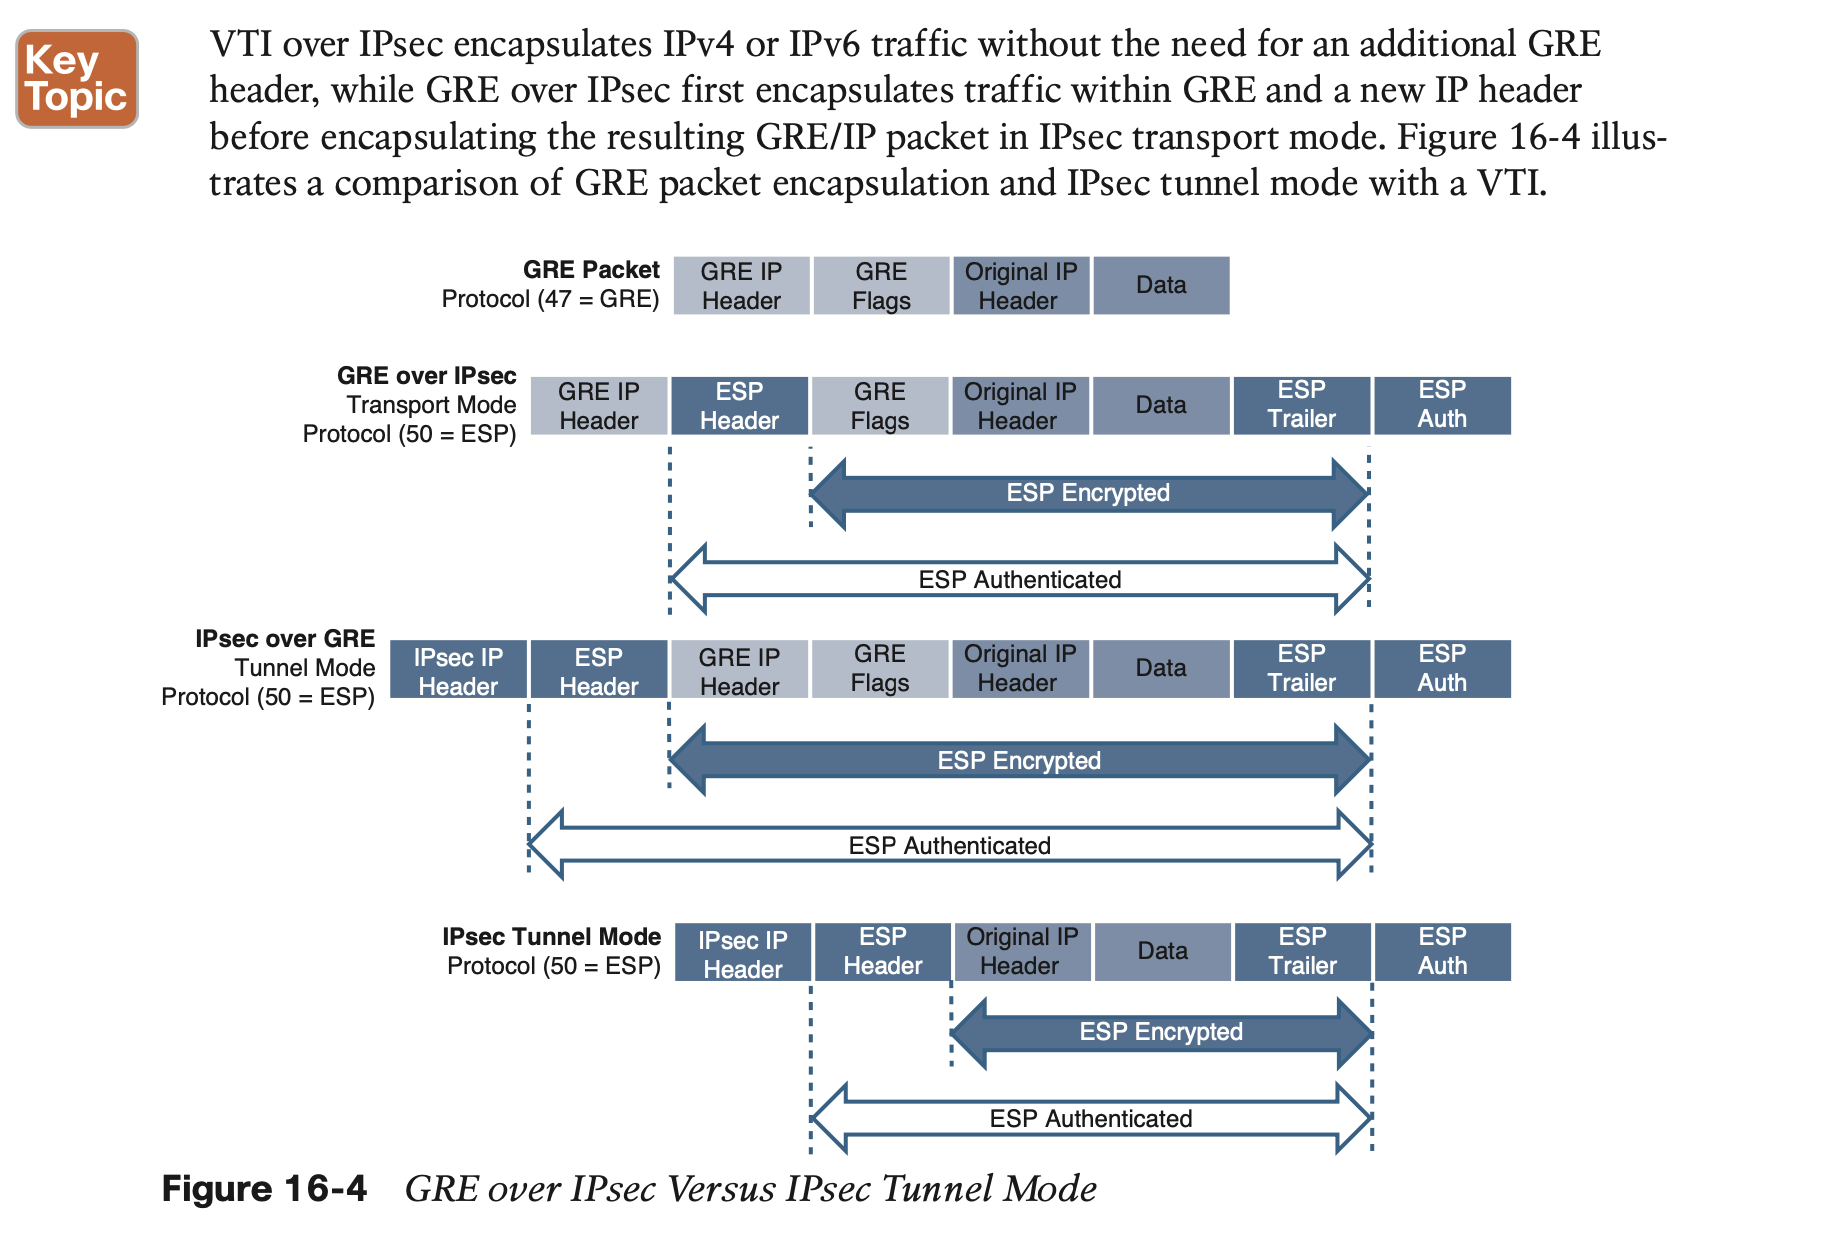 Key
Topic
VTI over IPsec encapsulates IPv4 or IPv6 traffic without the need for an additional GRE
header, while GRE over IPsec first encapsulates traffic within GRE and a new IP header
before encapsulating the resulting GRE/IP packet in IPsec transport mode. Figure 16-4 illus-
trates a comparison of GRE packet encapsulation and IPsec tunnel mode with a VTI.
GRE Packet
Protocol (47 = GRE)
GRE IP
Header
GRE
Flags
Original IP
Header
Data
GRE over IPsec
Transport Mode
Protocol (50 = ESP)
GRE IP
Header
ESP
Header
GRE
Flags
Original IP
Header
Data
ESP
Trailer
ESP
Auth
ESP Encrypted
ESP Authenticated
IPsec over GRE
Tunnel Mode
Protocol (50 = ESP)
IPsec IP
Header
ESP
Header
GRE IP
Header
GRE
Flags
Original IP
Header
Data
ESP
Trailer
ESP
Auth
ESP Encrypted
ESP Authenticated
IPsec Tunnel Mode
Protocol (50 = ESP)
IPsec IP
Header
ESP
Header
Original IP
Header
Data
ESP
Trailer
ESP
Auth
ESP Encrypted
ESP Authenticated
Figure 16-4 GRE over IPsec Versus IPsec Tunnel Mode